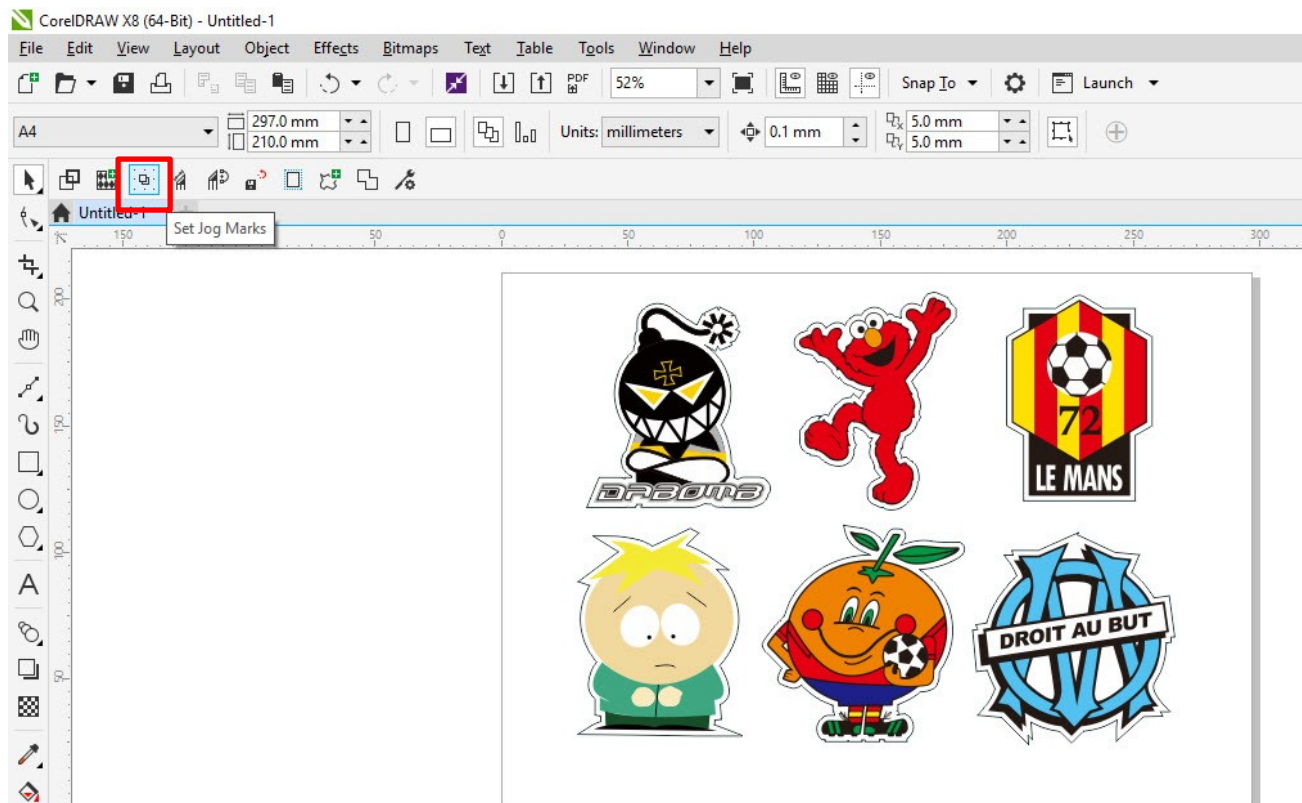 CorelDRAW X8 (64-Bit) - Untitled-1
File Edit View Layout Object Effects Bitmaps Text Table Tools Window Help
PDF 52% Snap To Launch
A4 297.0 mm 210.0 mm Units: millimeters 0.1 mm 5.0 mm 5.0 mm
Untitled-1
Set Jog Marks
150 50 0 50 100 150 200 250 300
200
150
100
50
72
LE MANS
DABOMB
DROIT AU BUT